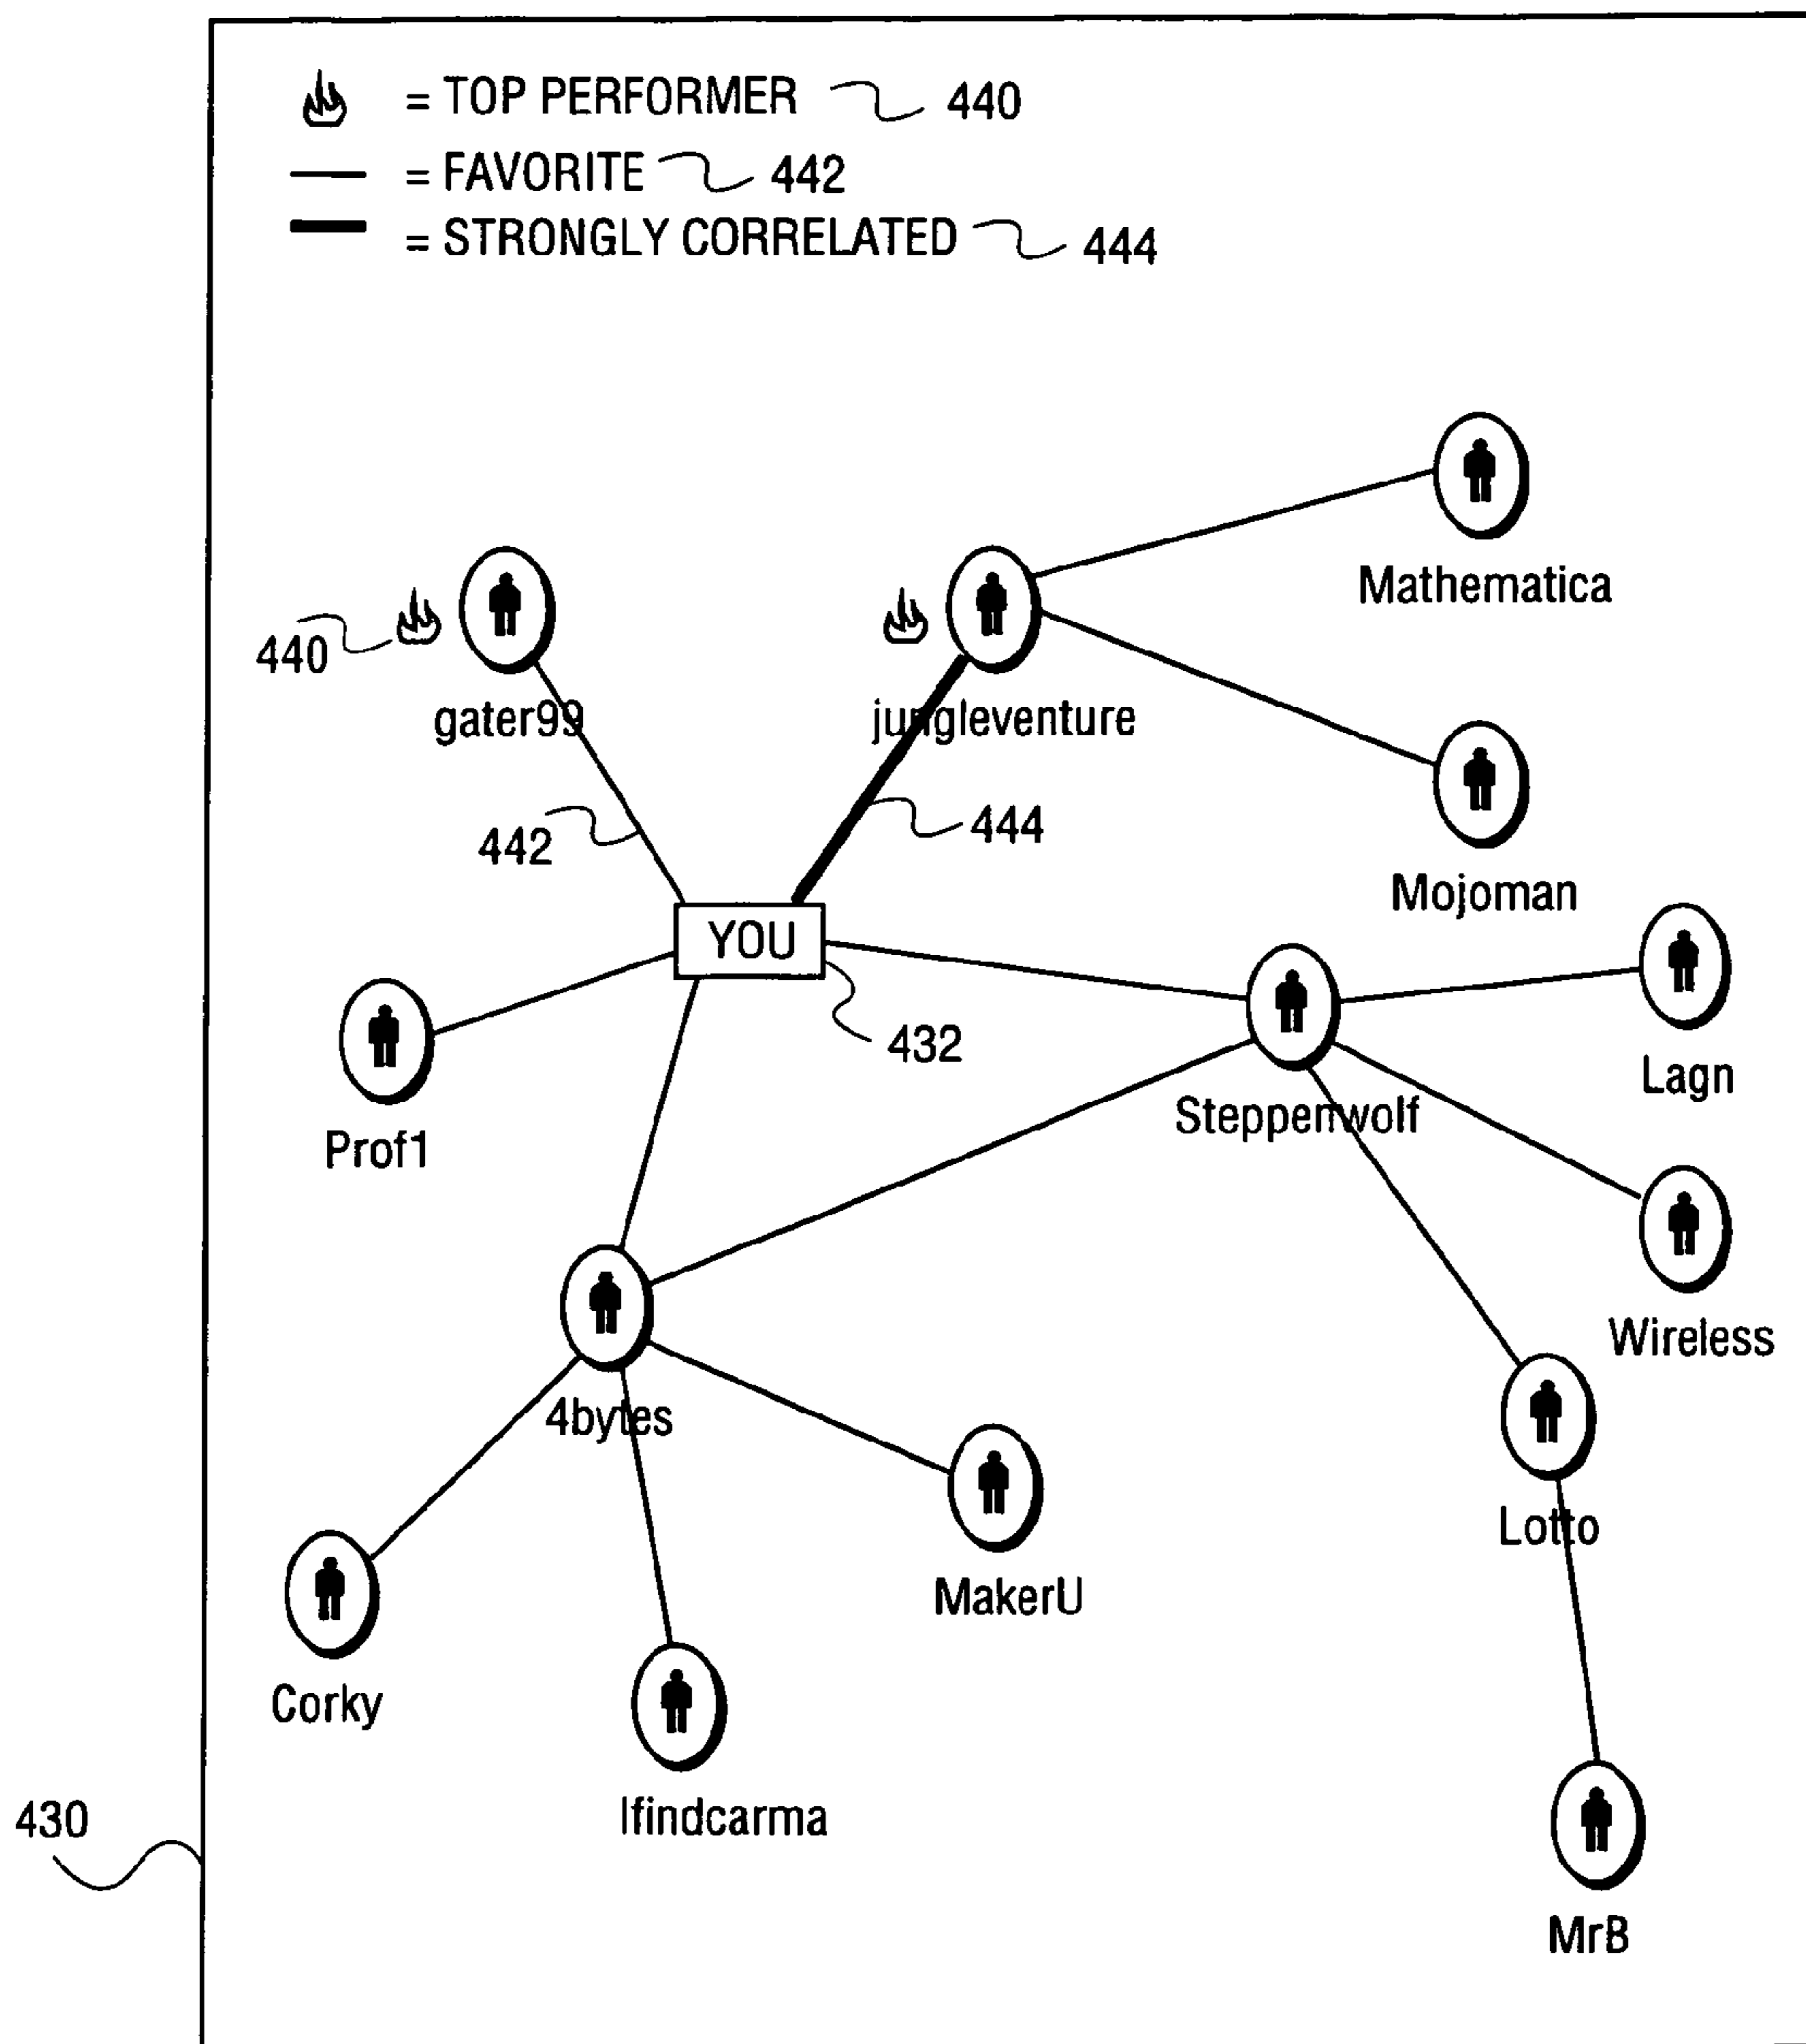 = TOP PERFORMER 440
= FAVORITE 442
= STRONGLY CORRELATED 444
Mathematica
440
gater99
jungleventure
442
444
Mojoman
YOU
432
Prof1
Lagn
Steppenwolf
Wireless
4bytes
Lotto
MakerU
Corky
Ifindcarma
430
MrB